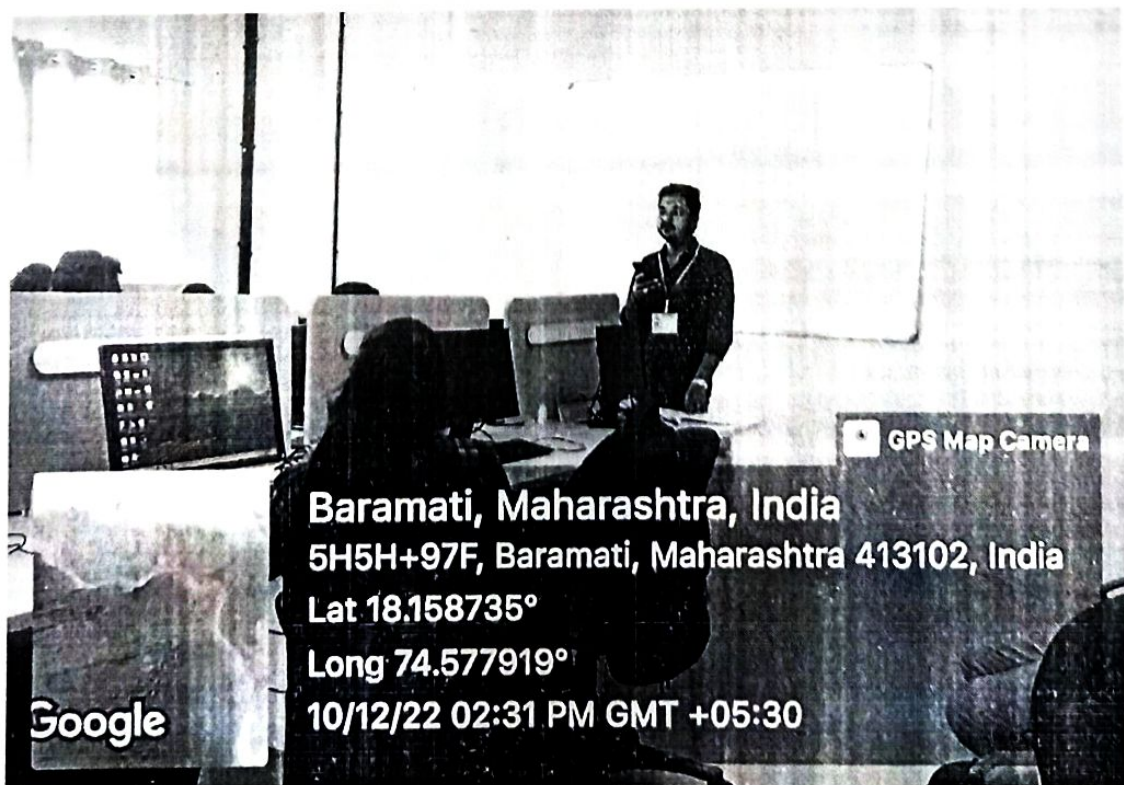 GPS Map Camera
Baramati, Maharashtra, India
5H5H+97F, Baramati, Maharashtra 413102, India
Lat 18.158735°
Long 74.577919°
10/12/22 02:31 PM GMT +05:30
Google